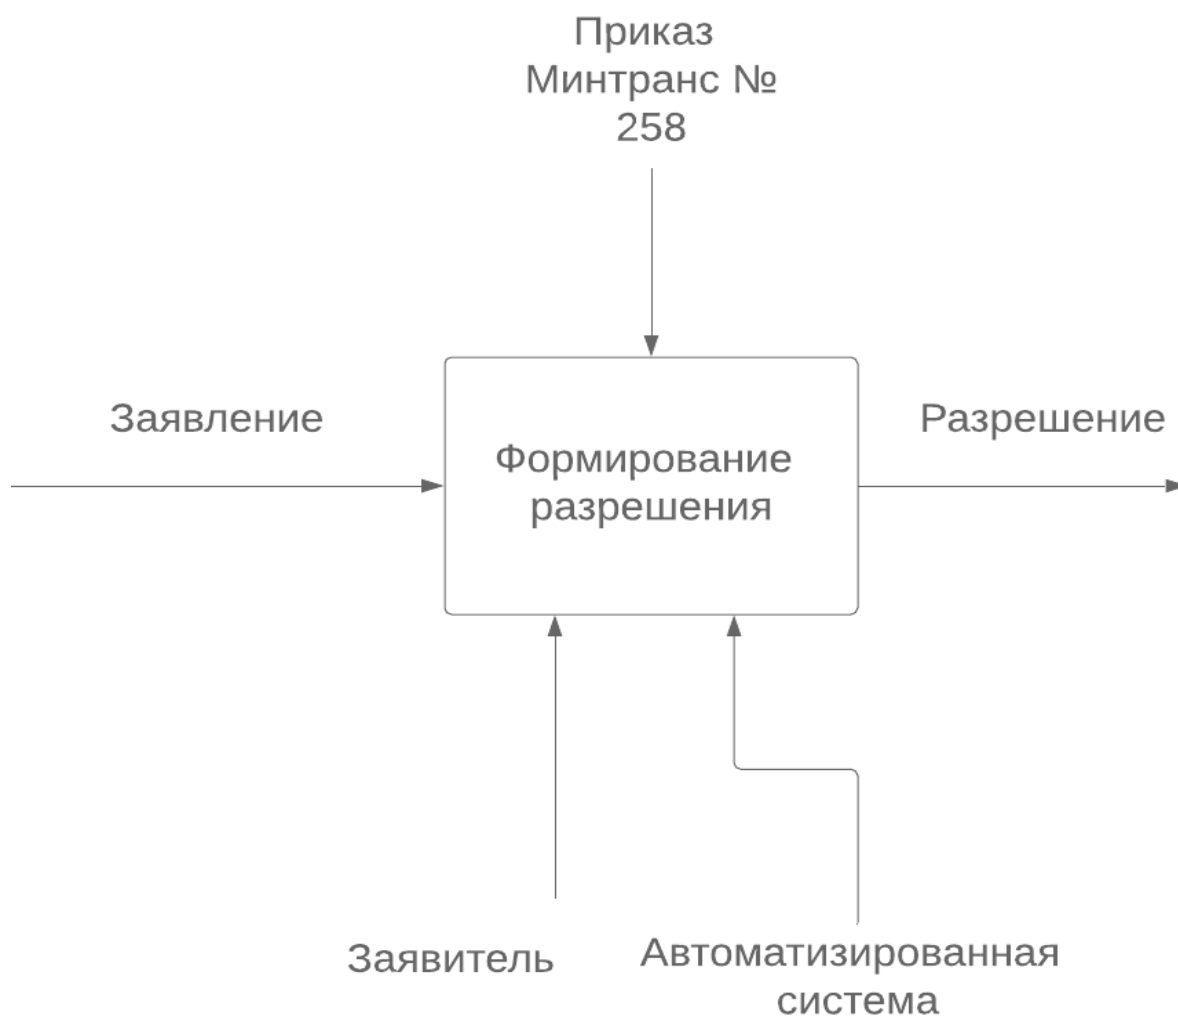 Приказ
Минтранс №
258
Заявление
Разрешение
Формирование
разрешения
Заявитель
Автоматизированная
система